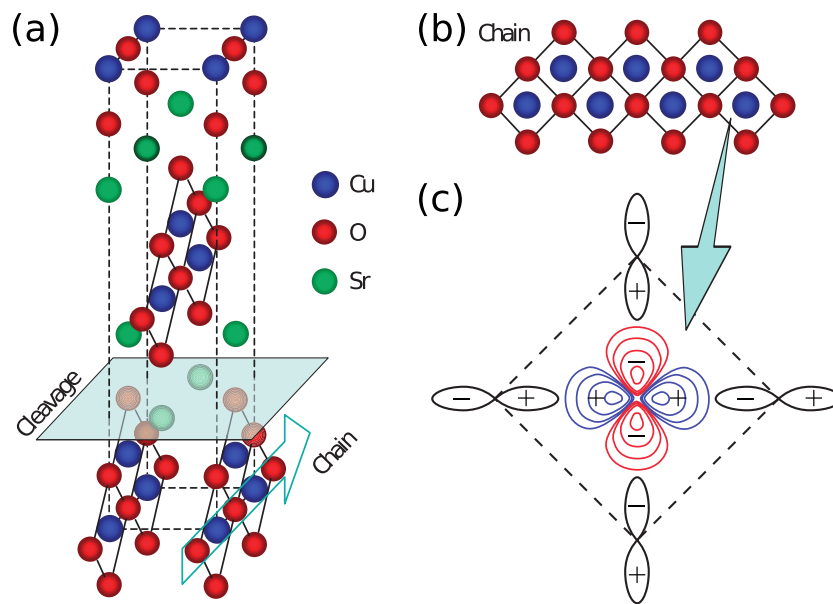 (a)
Cu
O
Sr
Cleavage
Chain
(b) Chain
(c)
−
+
−
− + + + − +
−
−
+